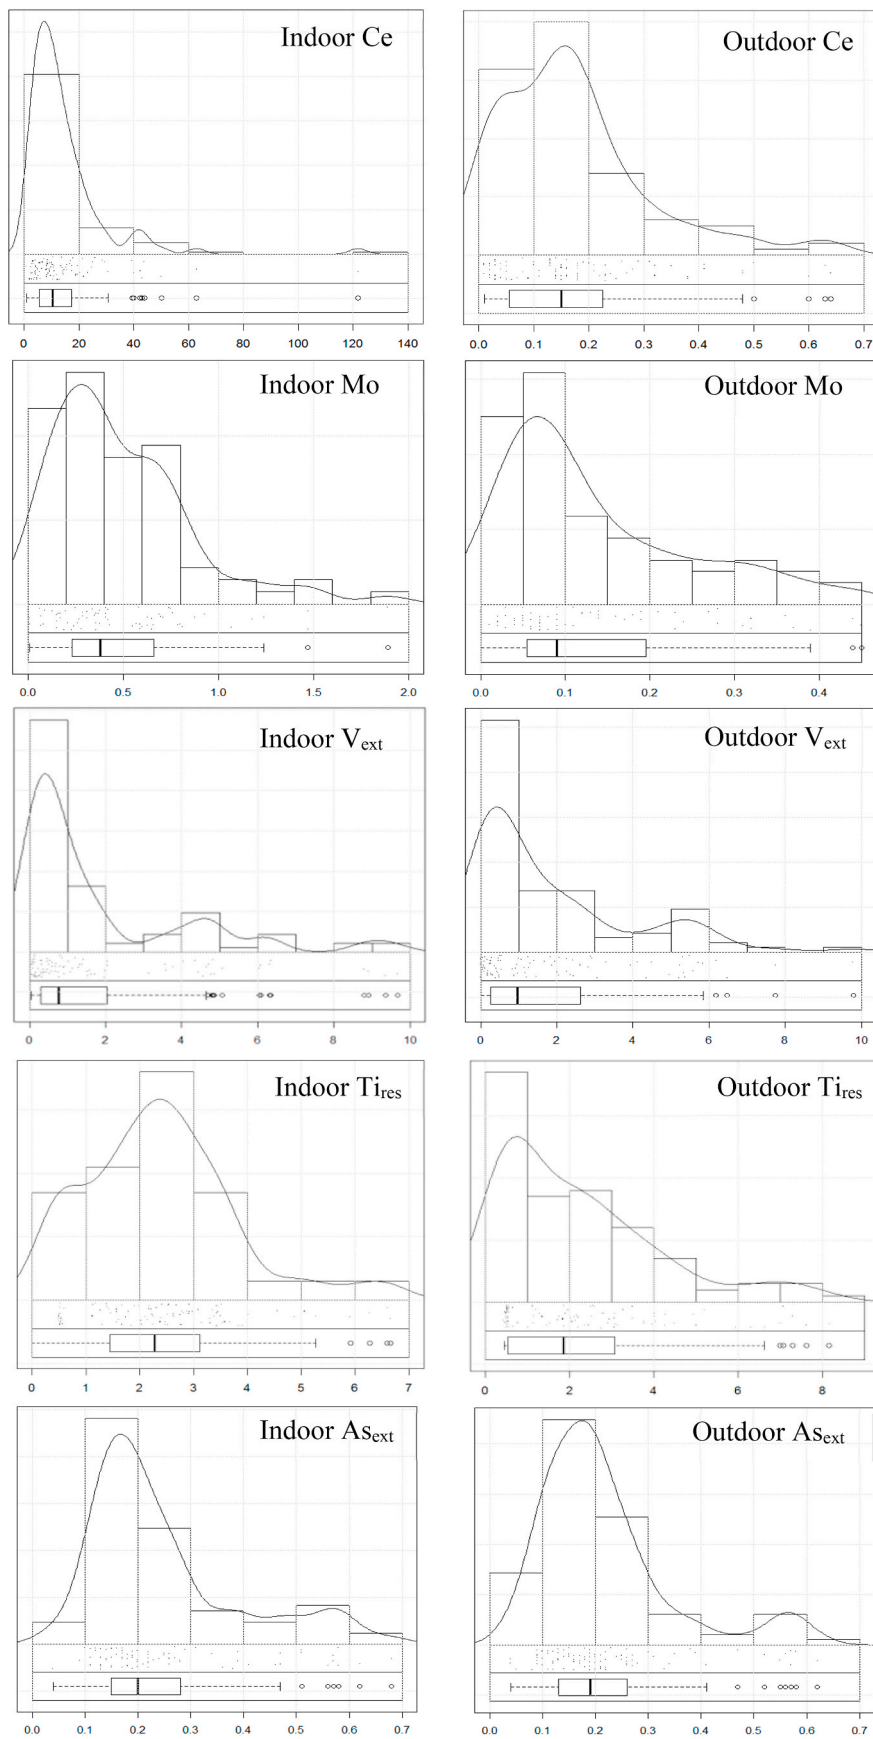 Indoor Ce
Outdoor Ce
0 20 40 60 80 100 120 140
0.0 0.1 0.2 0.3 0.4 0.5 0.6 0.7
Indoor Mo
Outdoor Mo
0.0 0.5 1.0 1.5 2.0
0.0 0.1 0.2 0.3 0.4
Indoor Vext
Outdoor Vext
0 2 4 6 8 10
0 2 4 6 8 10
Indoor Tires
Outdoor Tires
0 1 2 3 4 5 6 7
0 2 4 6 8
Indoor Asext
Outdoor Asext
0.0 0.1 0.2 0.3 0.4 0.5 0.6 0.7
0.0 0.1 0.2 0.3 0.4 0.5 0.6 0.7